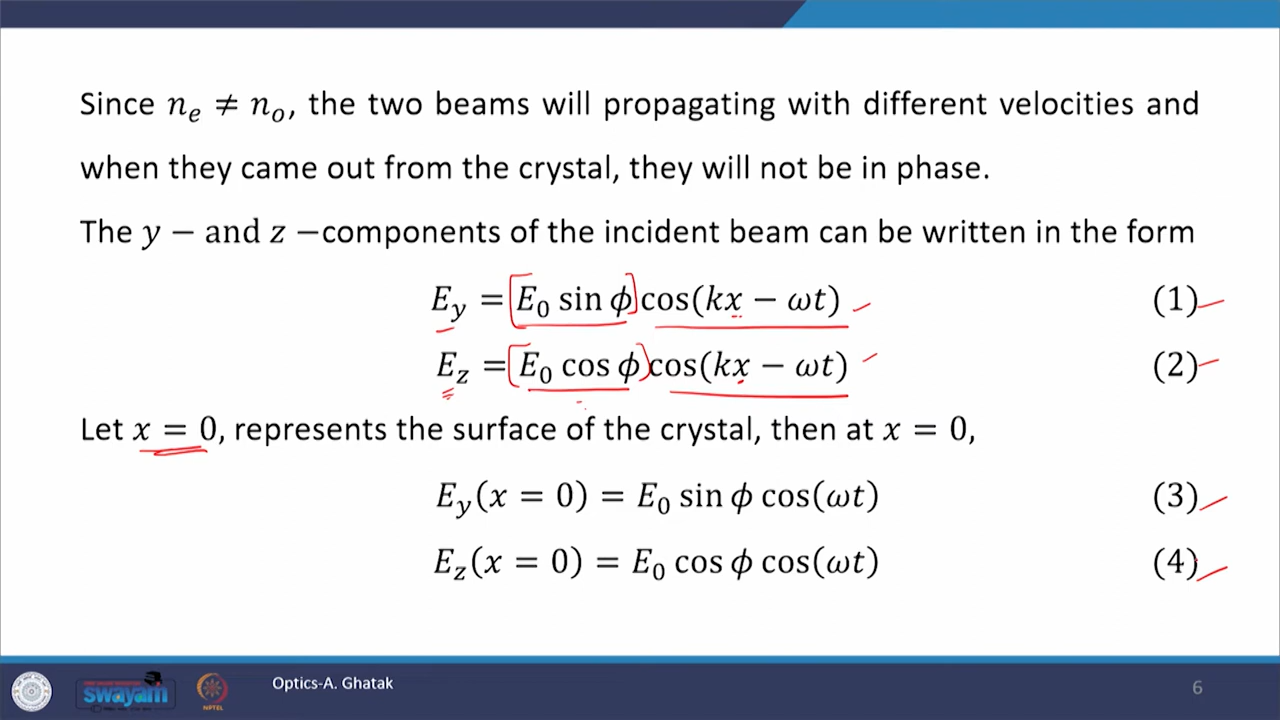 Since nₑ ≠ nₒ, the two beams will propagating with different velocities and
when they came out from the crystal, they will not be in phase.
The y − and z −components of the incident beam can be written in the form
E_y = E₀ sin ϕ cos(kx − ωt) (1)
E_z = E₀ cos ϕ cos(kx − ωt) (2)
Let x = 0, represents the surface of the crystal, then at x = 0,
E_y(x = 0) = E₀ sin ϕ cos(ωt) (3)
E_z(x = 0) = E₀ cos ϕ cos(ωt) (4)
swayam
NPTEL
Optics-A. Ghatak
6